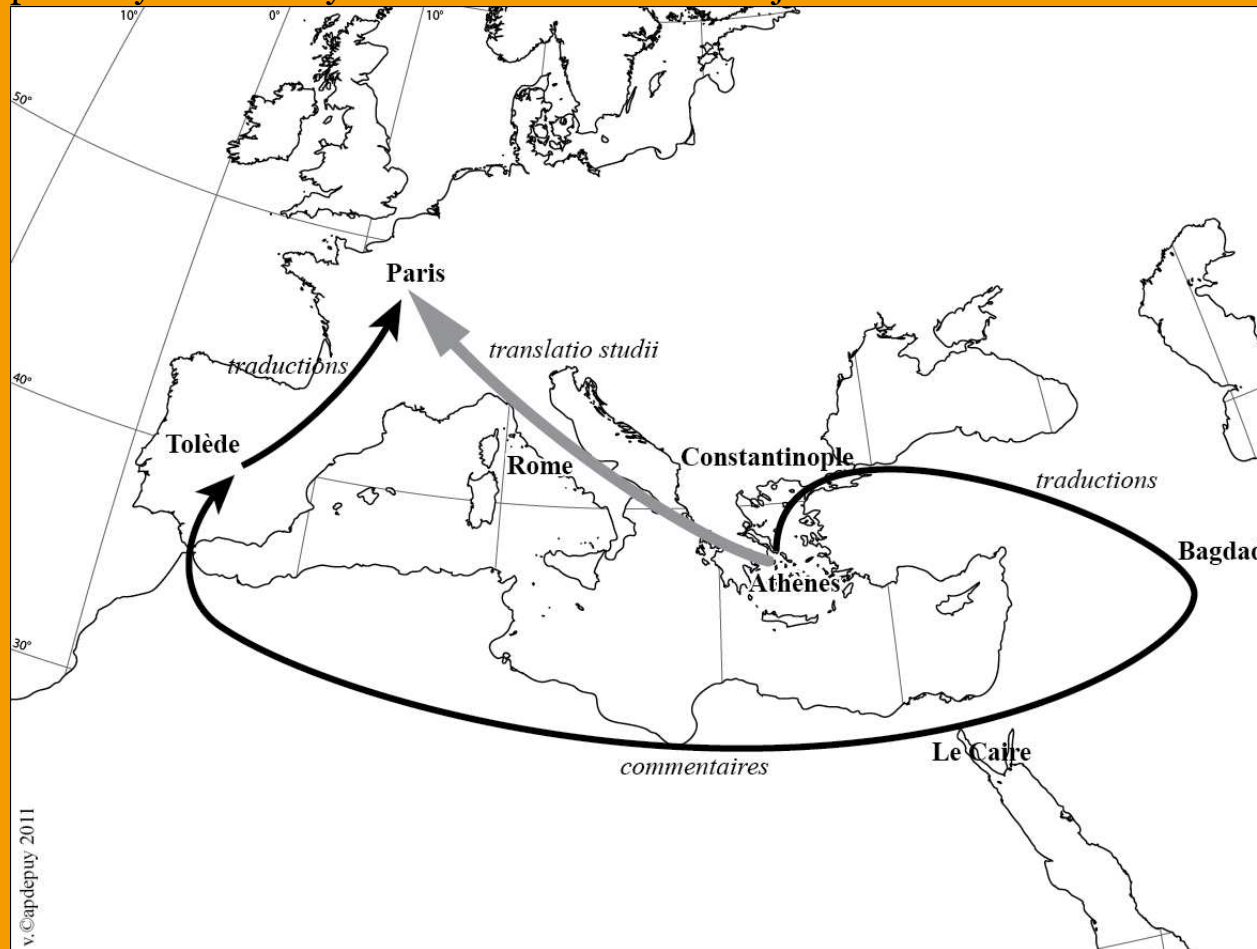 10°
0°
10°
50°
Paris
translatio studii
traductions
40°
Tolède
Rome
Constantinople
traductions
Bagdad
Athènes
30°
Le Caire
commentaires
v.©apdepuy 2011